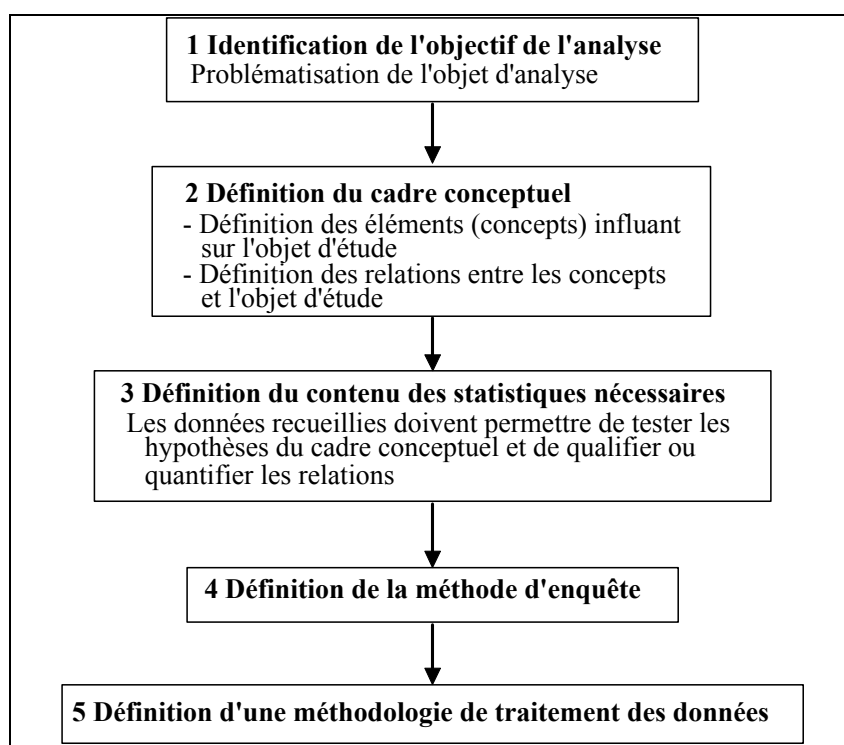 1 Identification de l'objectif de l'analyse
Problématisation de l'objet d'analyse
2 Définition du cadre conceptuel
- Définition des éléments (concepts) influant
sur l'objet d'étude
- Définition des relations entre les concepts
et l'objet d'étude
3 Définition du contenu des statistiques nécessaires
Les données recueillies doivent permettre de tester les
hypothèses du cadre conceptuel et de qualifier ou
quantifier les relations
4 Définition de la méthode d'enquête
5 Définition d'une méthodologie de traitement des données